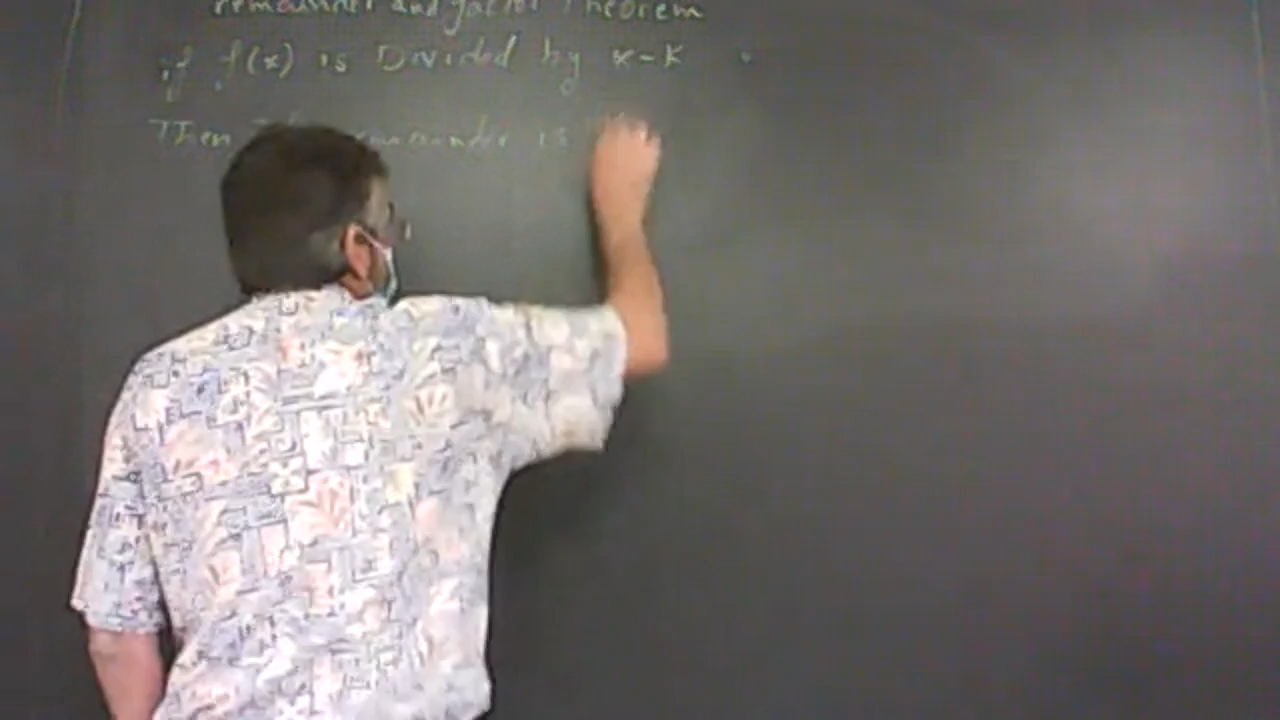 remainder and factor Theorem
if f(x) is Divided by x-k
Then remainder is